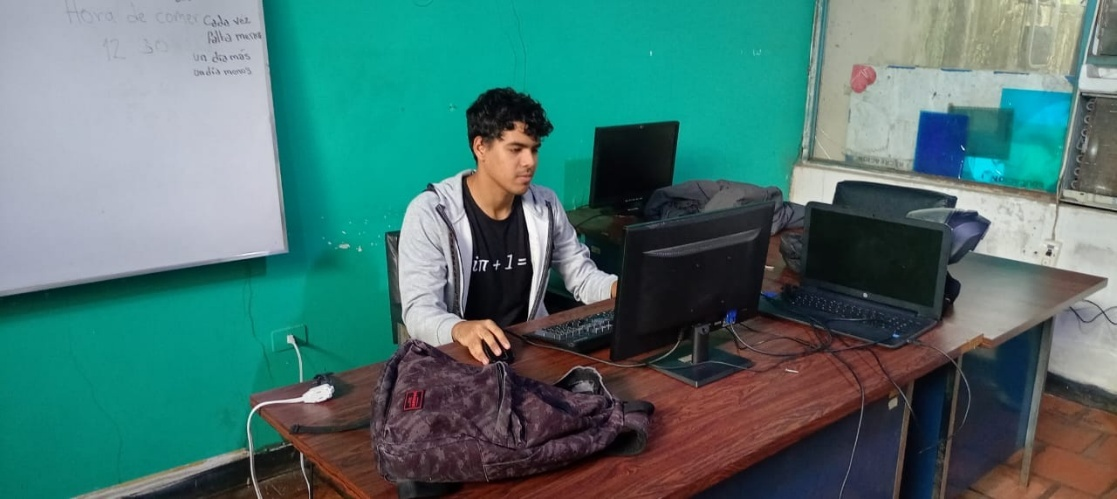 Hora de comer
12 30
Cada vez
falta menos
un día más
un día menos
iπ + 1 =